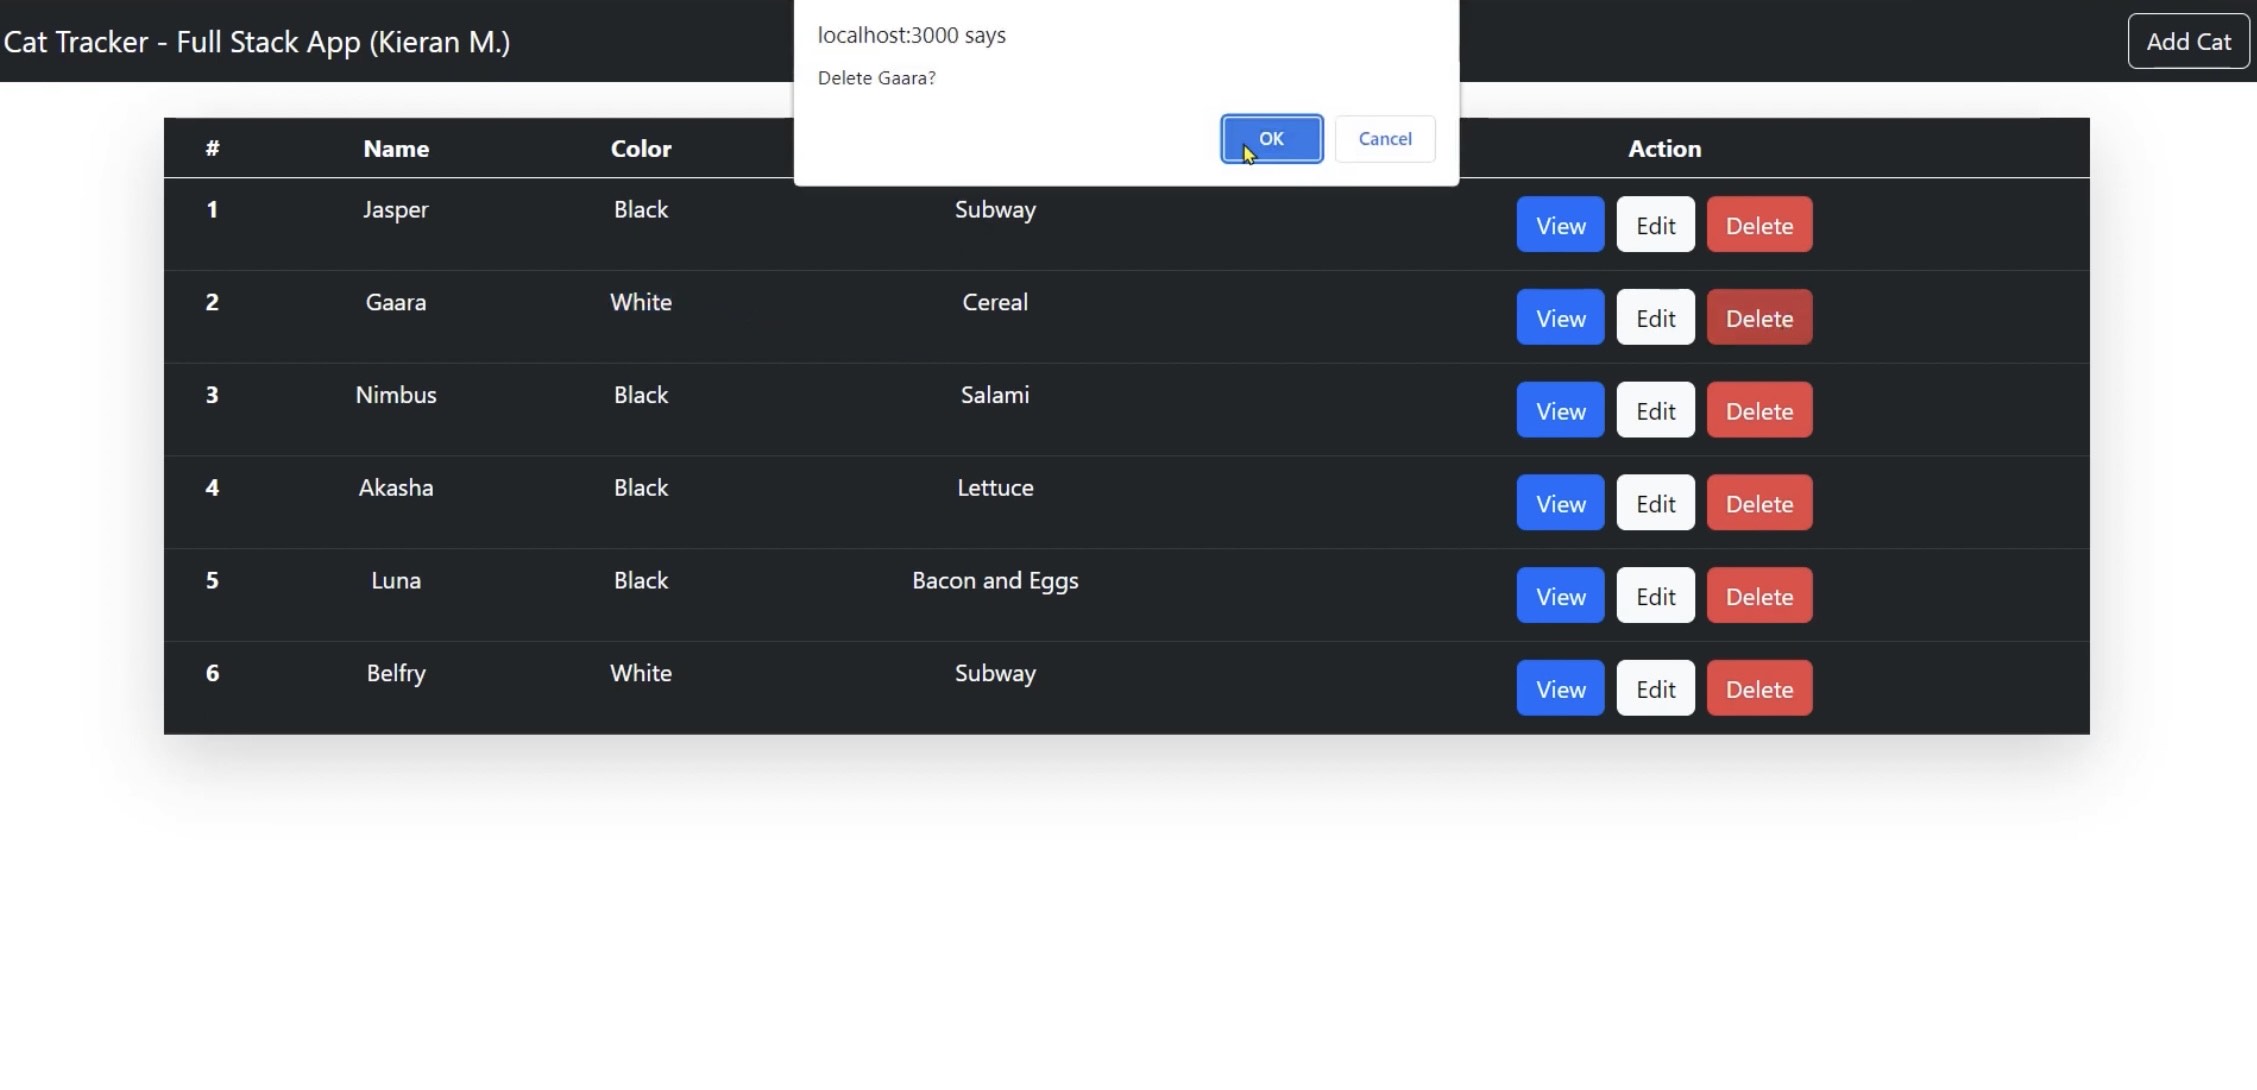 Cat Tracker - Full Stack App (Kieran M.)
Add Cat
localhost:3000 says
Delete Gaara?
OK Cancel
# Name Color Action
1 Jasper Black Subway View Edit Delete
2 Gaara White Cereal View Edit Delete
3 Nimbus Black Salami View Edit Delete
4 Akasha Black Lettuce View Edit Delete
5 Luna Black Bacon and Eggs View Edit Delete
6 Belfry White Subway View Edit Delete